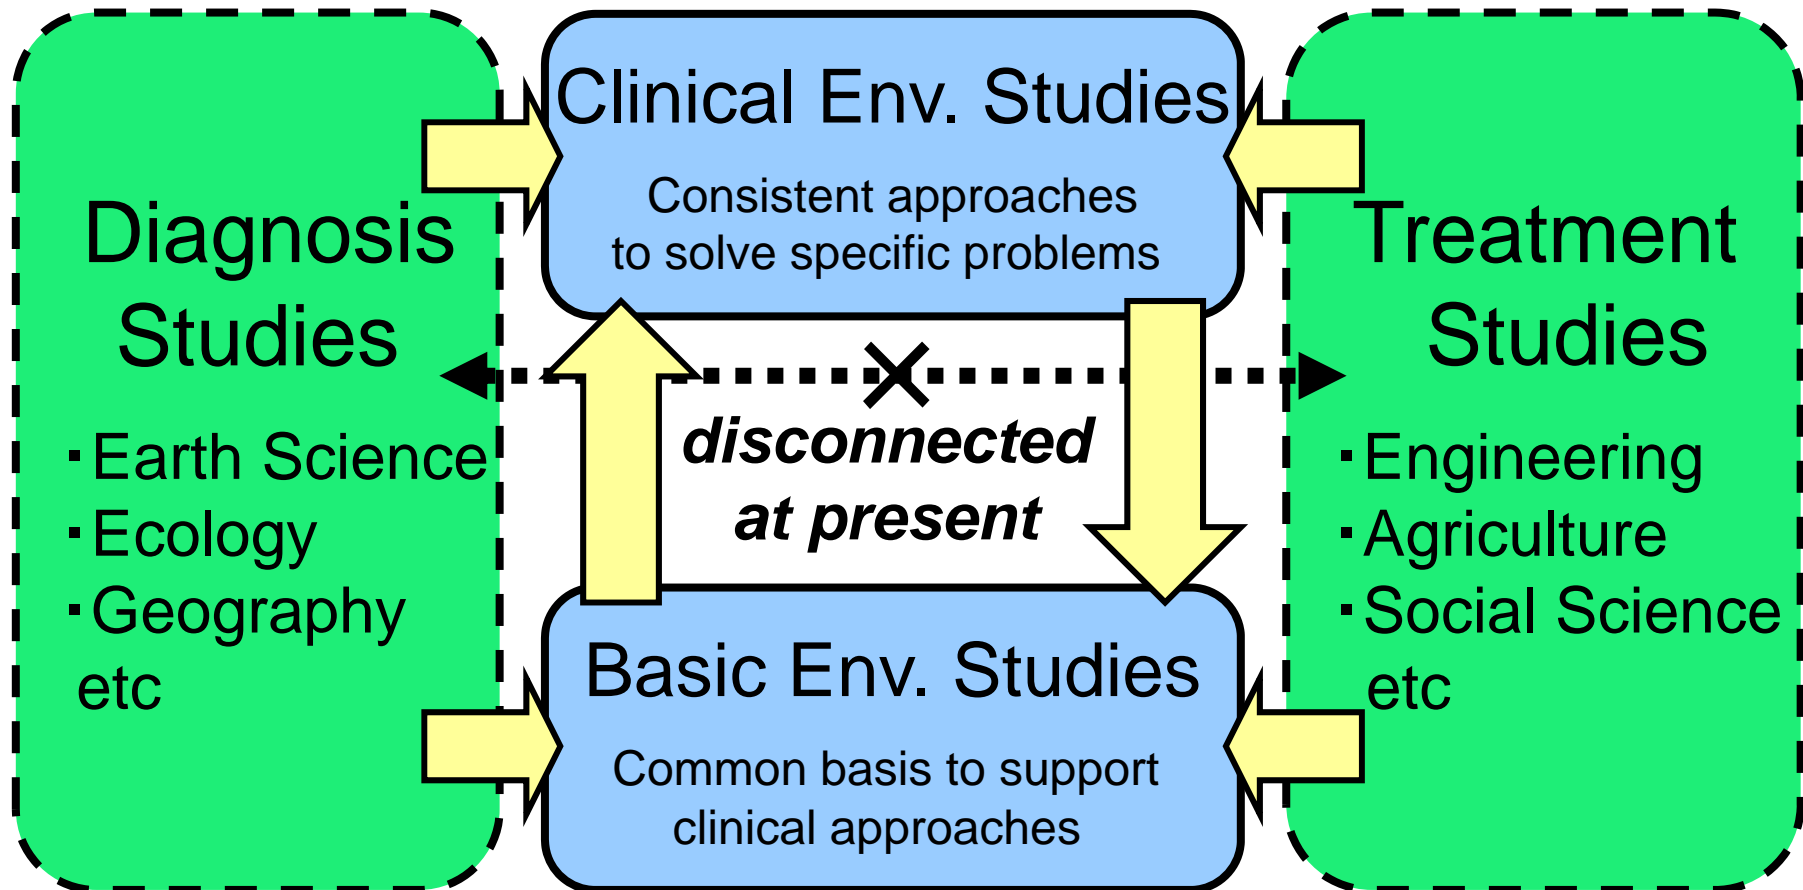 Diagnosis
Studies
･Earth Science
･Ecology
･Geography
etc
Clinical Env. Studies
Consistent approaches
to solve specific problems
disconnected
at present
Basic Env. Studies
Common basis to support
clinical approaches
Treatment
Studies
･Engineering
･Agriculture
･Social Science
etc